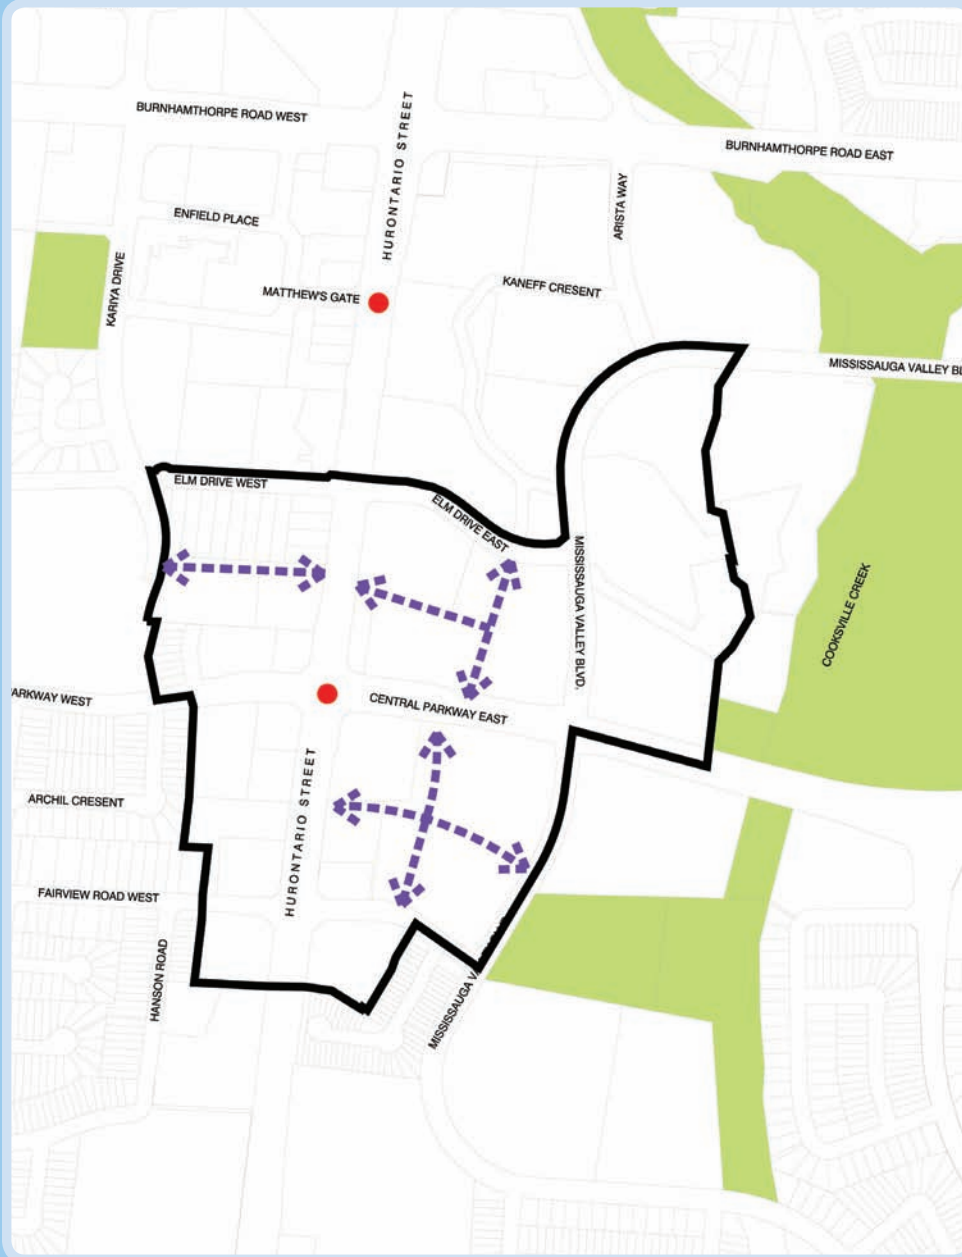 BURNHAMTHORPE ROAD WEST
HURONTARIO STREET
BURNHAMTHORPE ROAD EAST
ARISTA WAY
ENFIELD PLACE
KARIYA DRIVE
MATTHEW'S GATE
KANEFF CRESENT
MISSISSAUGA VALLEY BL
ELM DRIVE WEST
ELM DRIVE EAST
MISSISSAUGA VALLEY BLVD.
COOKSVILLE CREEK
ARKWAY WEST
CENTRAL PARKWAY EAST
HURONTARIO STREET
ARCHIL CRESENT
FAIRVIEW ROAD WEST
HANSON ROAD
MISSISSAUGA